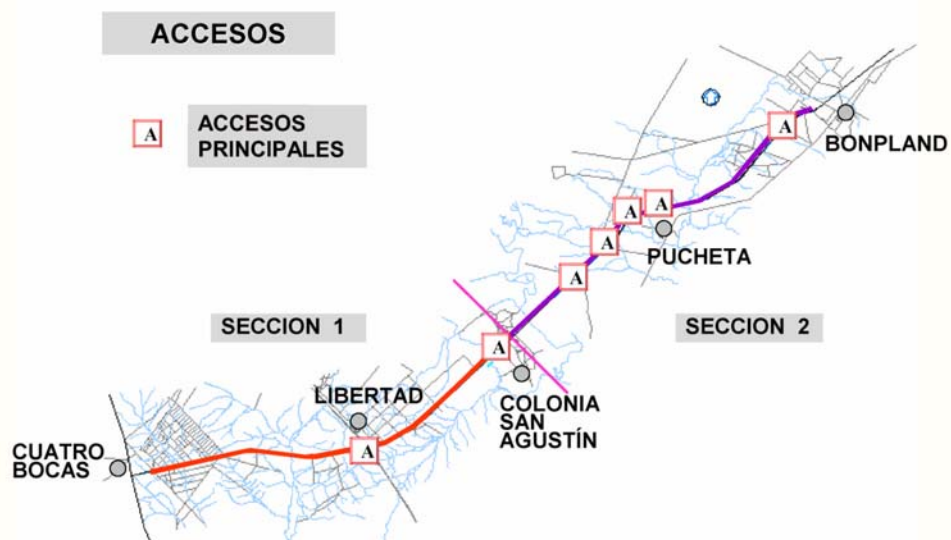 ACCESOS
A
ACCESOS
PRINCIPALES
A
BONPLAND
A
A
A
PUCHETA
A
SECCION 1
SECCION 2
A
LIBERTAD
COLONIA
SAN
AGUSTÍN
A
CUATRO
BOCAS